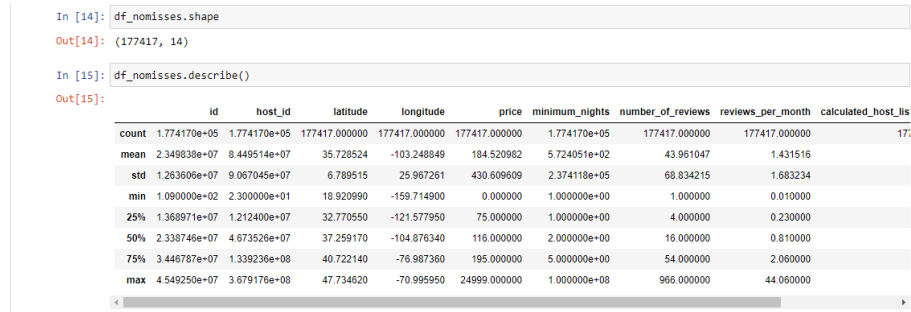 In [14]: df_nomisses.shape
Out[14]: (177417, 14)
In [15]: df_nomisses.describe()
Out[15]:
id host_id latitude longitude price minimum_nights number_of_reviews reviews_per_month calculated_host_lis
count 1.774170e+05 1.774170e+05 177417.000000 177417.000000 177417.000000 1.774170e+05 177417.000000 177417.000000 177
mean 2.349838e+07 8.449514e+07 35.728524 -103.248849 184.520982 5.724051e+02 43.961047 1.431516
std 1.263606e+07 9.067045e+07 6.789515 25.967261 430.609609 2.374118e+05 68.834215 1.683234
min 1.090000e+02 2.300000e+01 18.920990 -159.714900 0.000000 1.000000e+00 1.000000 0.010000
25% 1.368971e+07 1.212400e+07 32.770550 -121.577950 75.000000 1.000000e+00 4.000000 0.230000
50% 2.338746e+07 4.673526e+07 37.259170 -104.876340 116.000000 2.000000e+00 16.000000 0.810000
75% 3.446787e+07 1.339236e+08 40.722140 -76.987360 195.000000 5.000000e+00 54.000000 2.060000
max 4.549250e+07 3.679176e+08 47.734620 -70.995950 24999.000000 1.000000e+08 966.000000 44.060000